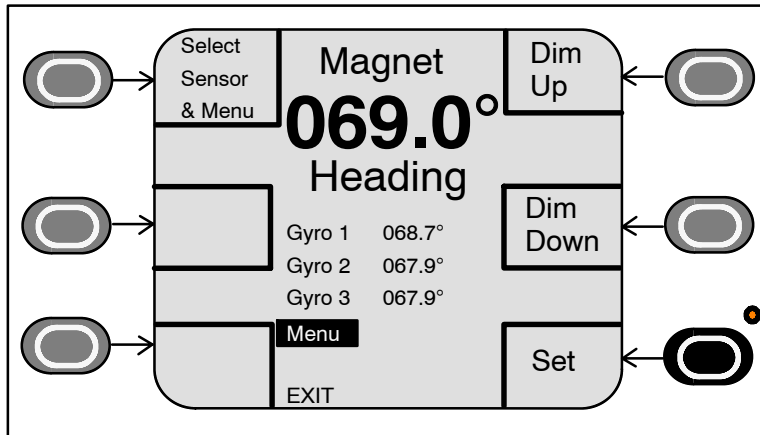 Select
Sensor
& Menu
Magnet
069.0°
Heading
Gyro 1 068.7°
Gyro 2 067.9°
Gyro 3 067.9°
Menu
EXIT
Dim
Up
Dim
Down
Set